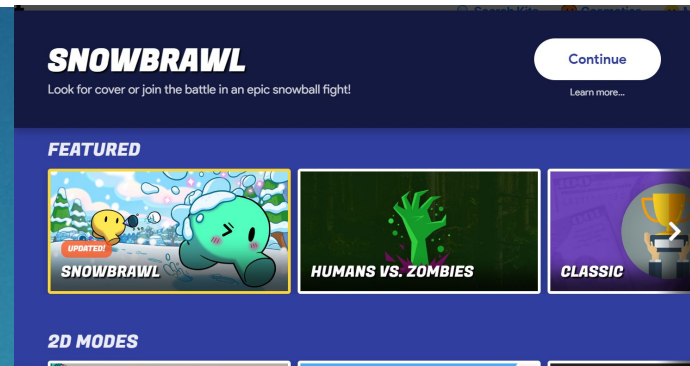 SNOWBRAWL
Continue
Look for cover or join the battle in an epic snowball fight!
Learn more...
FEATURED
UPDATED!
SNOWBRAWL
HUMANS VS. ZOMBIES
CLASSIC
2D MODES